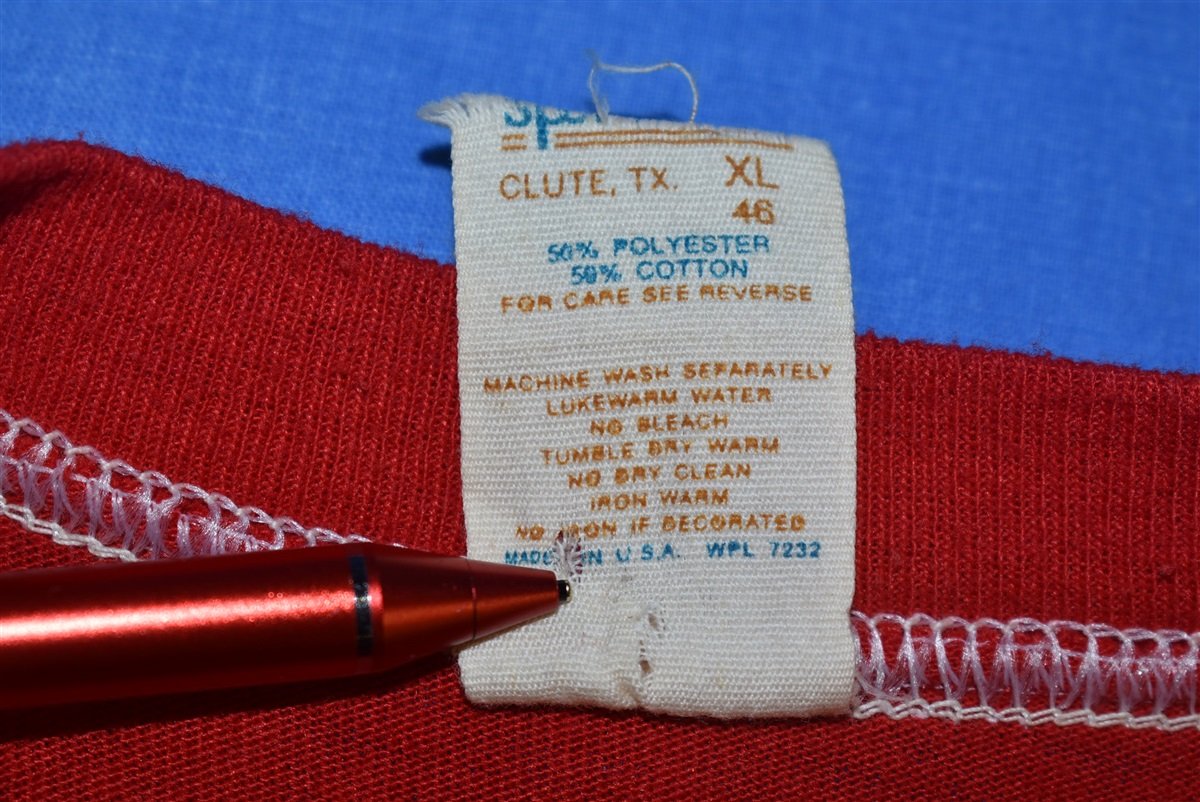 CLUTE, TX. XL
46
50% POLYESTER
50% COTTON
FOR CARE SEE REVERSE
MACHINE WASH SEPARATELY
LUKEWARM WATER
NO BLEACH
TUMBLE DRY WARM
NO DRY CLEAN
IRON WARM
NO IRON IF DECORATED
MADE IN U.S.A. WPL 7232